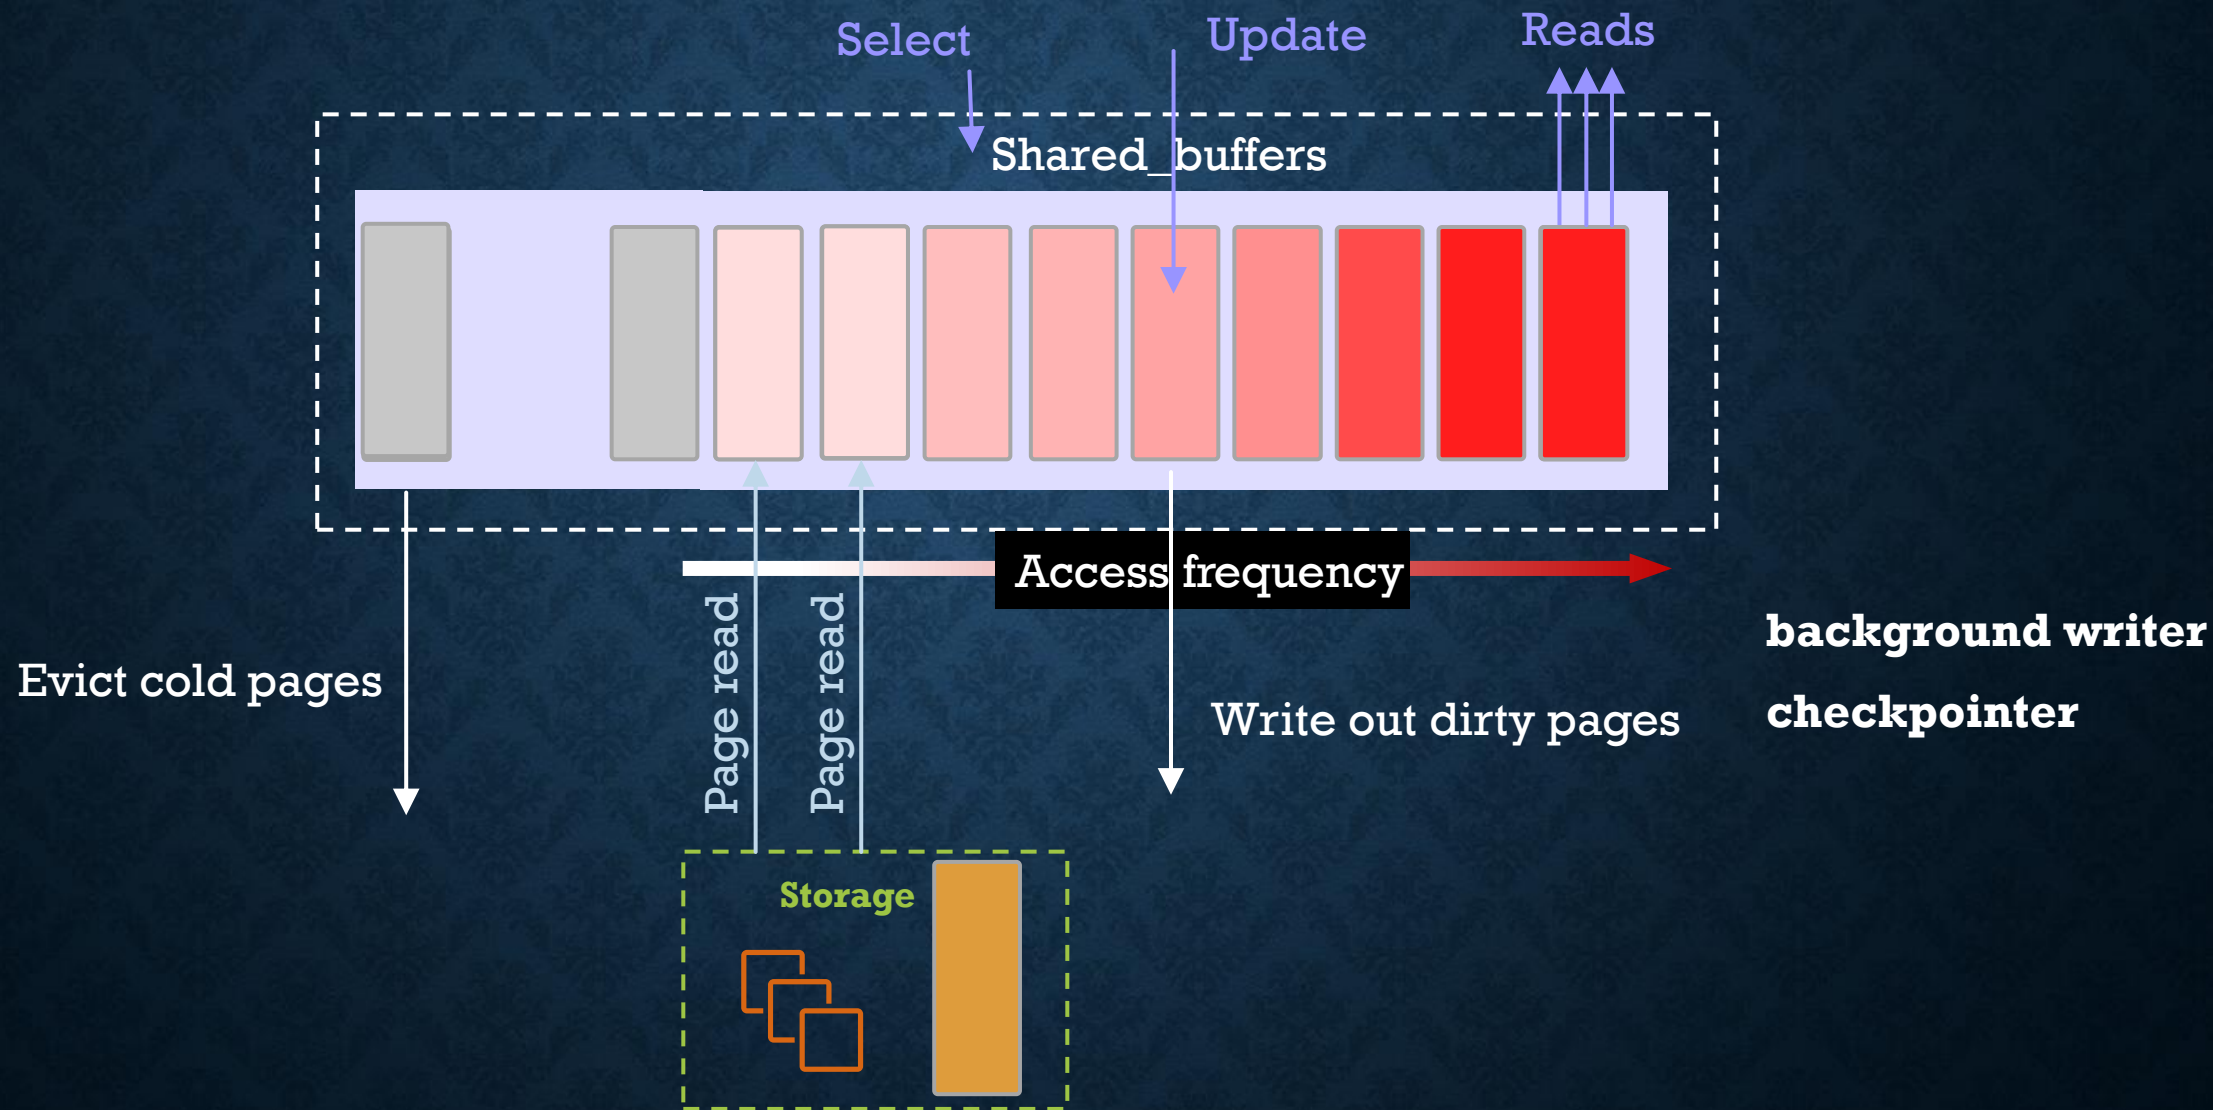 Select
Update
Reads
Shared_buffers
Access frequency
Evict cold pages
Page read
Page read
Write out dirty pages
background writer
checkpointer
Storage